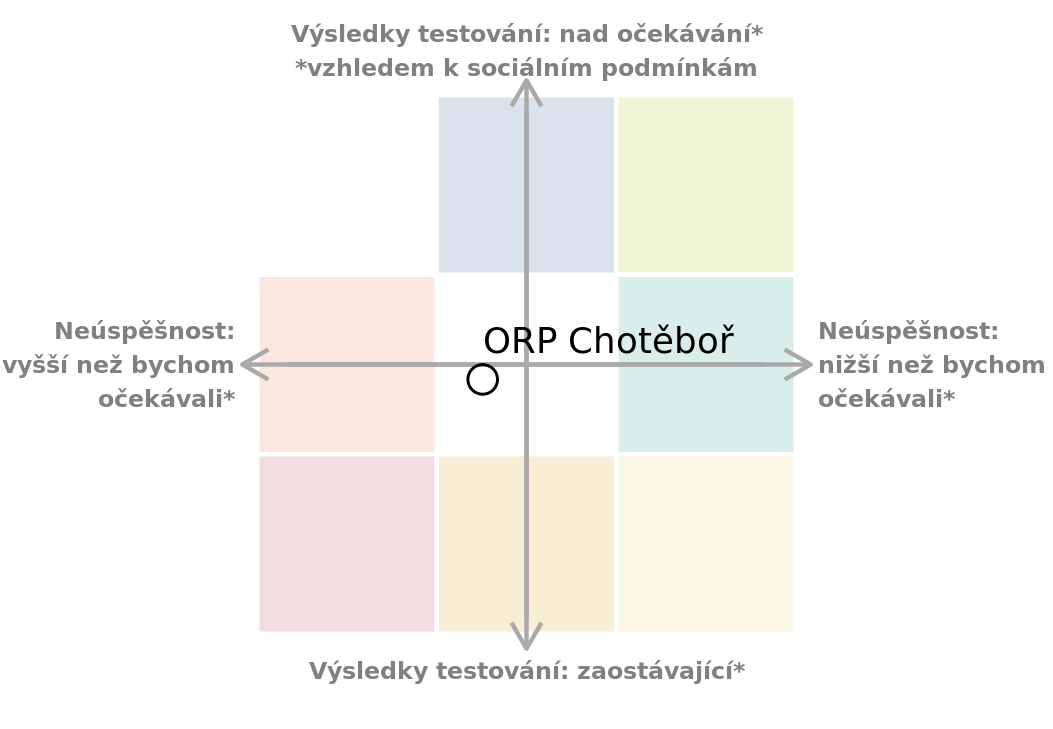 Výsledky testování: nad očekávání*
*vzhledem k sociálním podmínkám
ORP Chotěboř
Neúspěšnost:
vyšší než bychom
očekávali*
Neúspěšnost:
nižší než bychom
očekávali*
Výsledky testování: zaostávající*